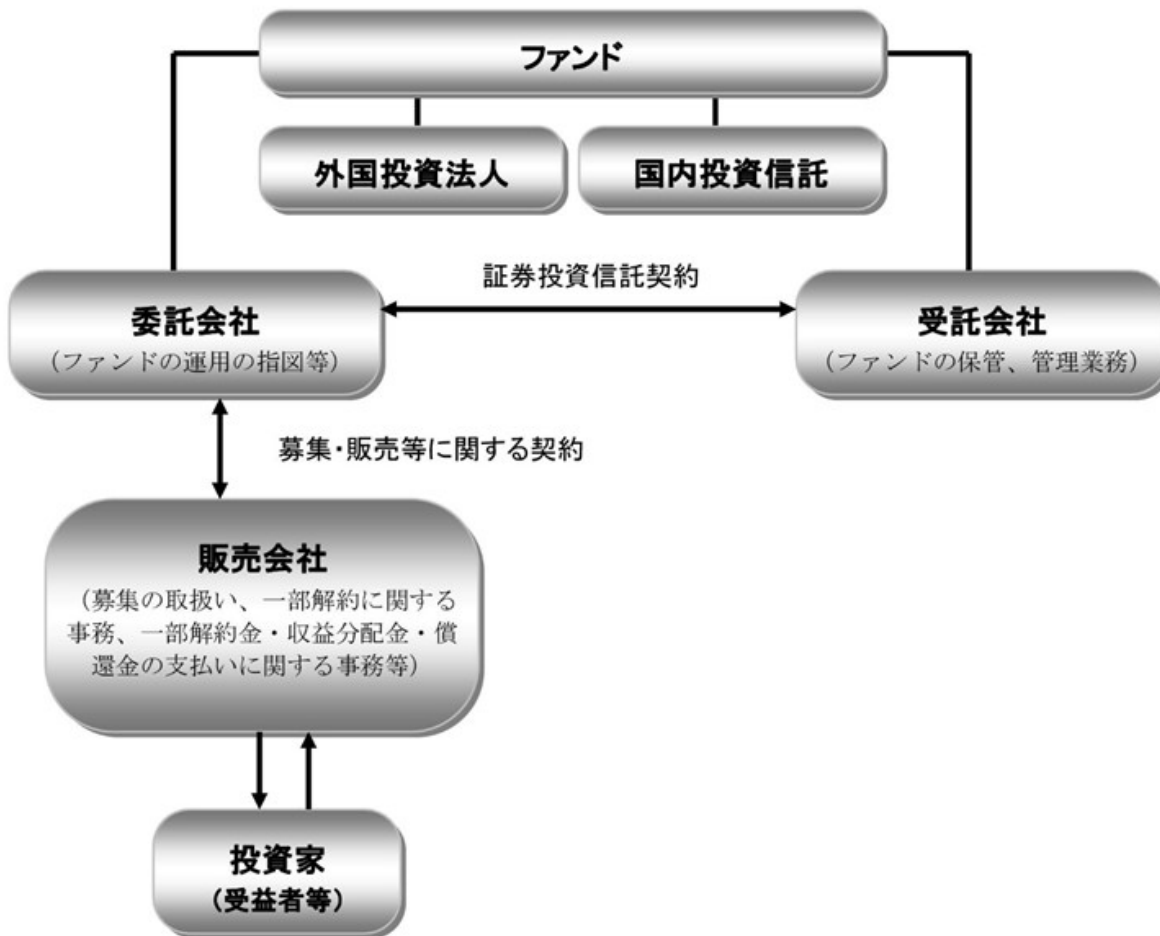 ファンド
外国投資法人
国内投資信託
証券投資信託契約
委託会社
（ファンドの運用の指図等）
受託会社
（ファンドの保管、管理業務）
募集・販売等に関する契約
販売会社
（募集の取扱い、一部解約に関する
事務、一部解約金・収益分配金・償
還金の支払いに関する事務等）
投資家
（受益者等）